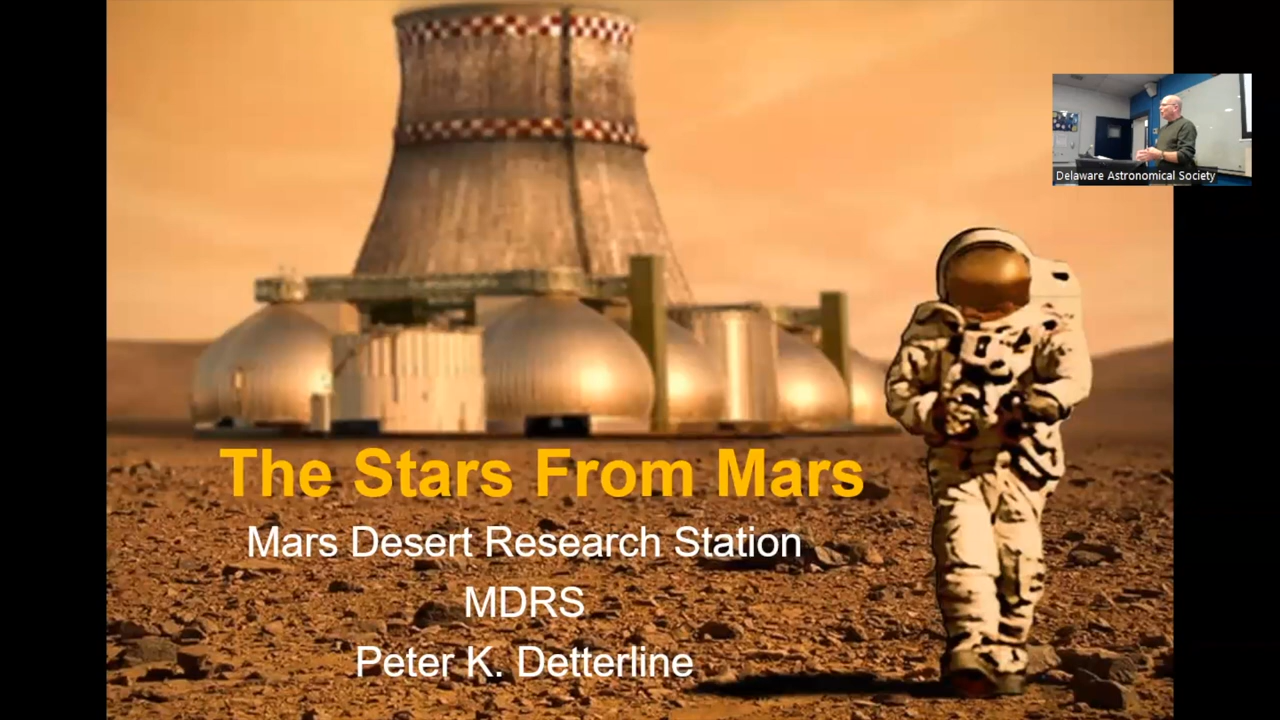 The Stars From Mars
Mars Desert Research Station
MDRS
Peter K. Detterline
Delaware Astronomical Society